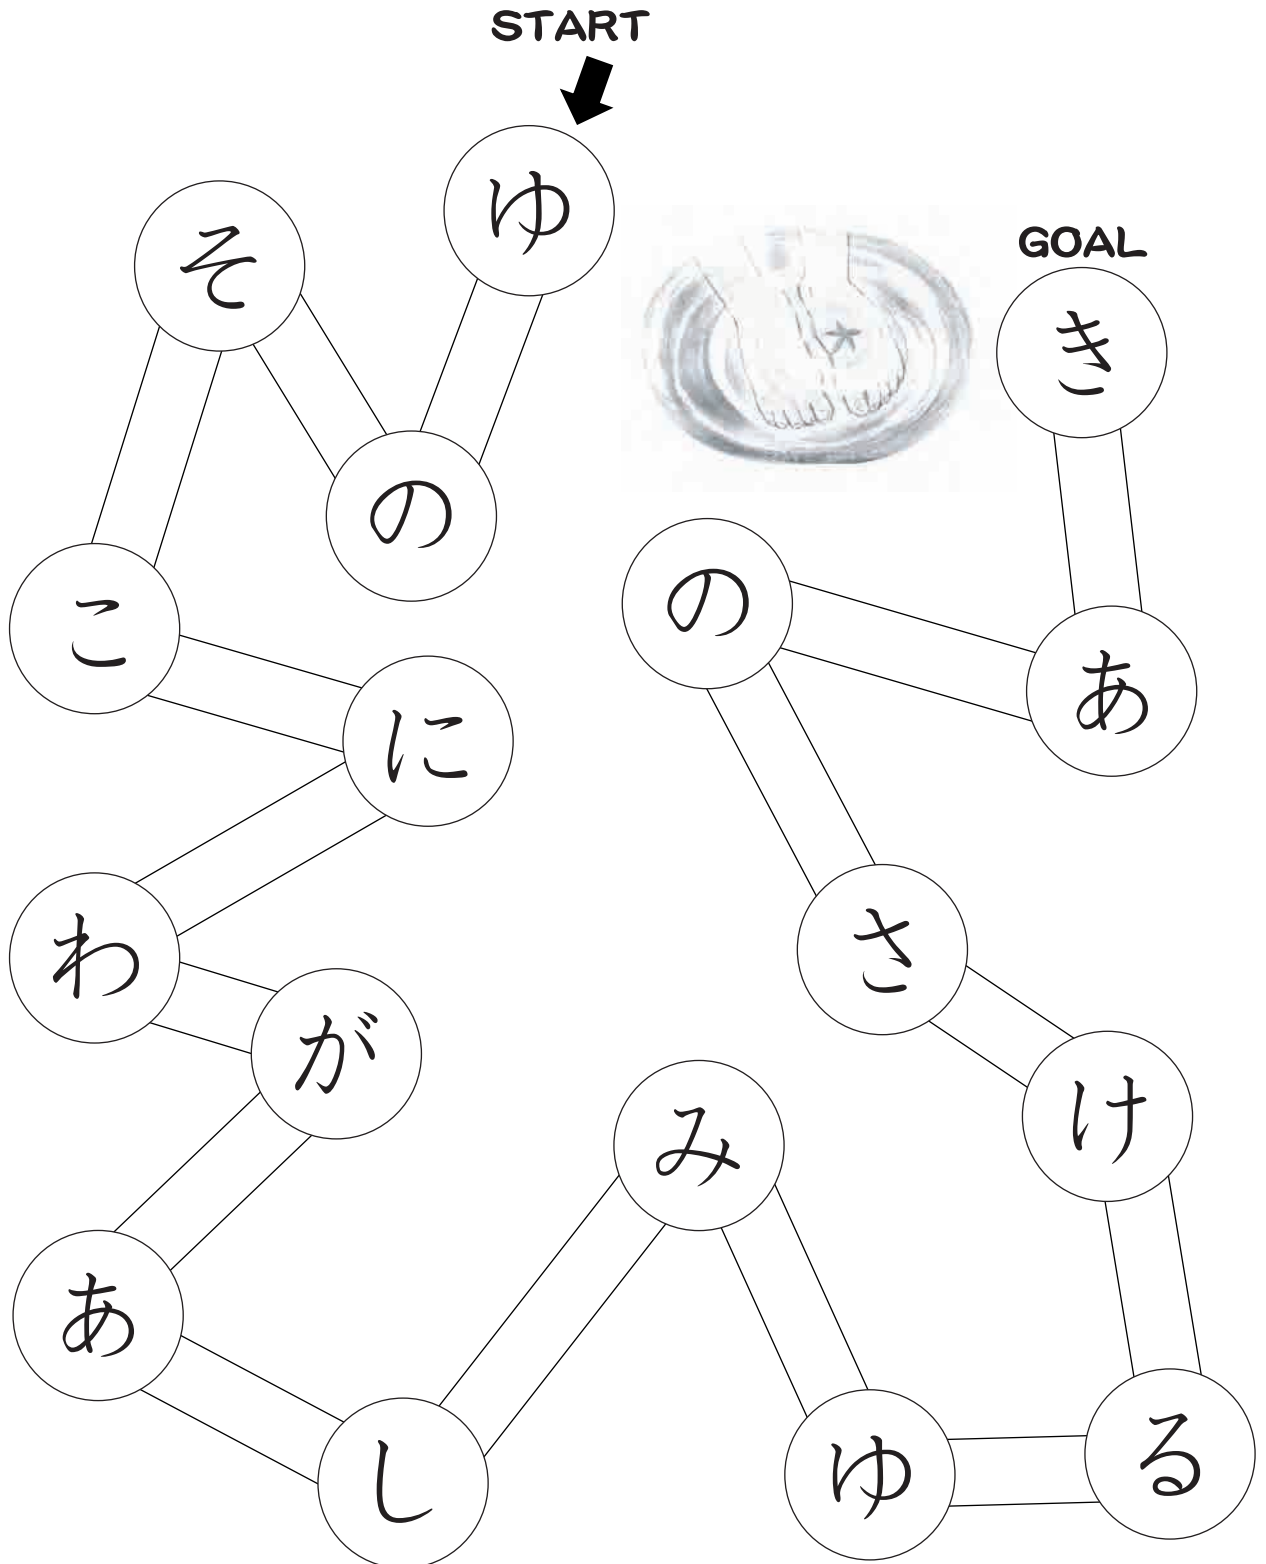 START
ゆ
の
そ
こ
に
わ
が
あ
し
み
ゆ
る
け
さ
の
あ
き
GOAL